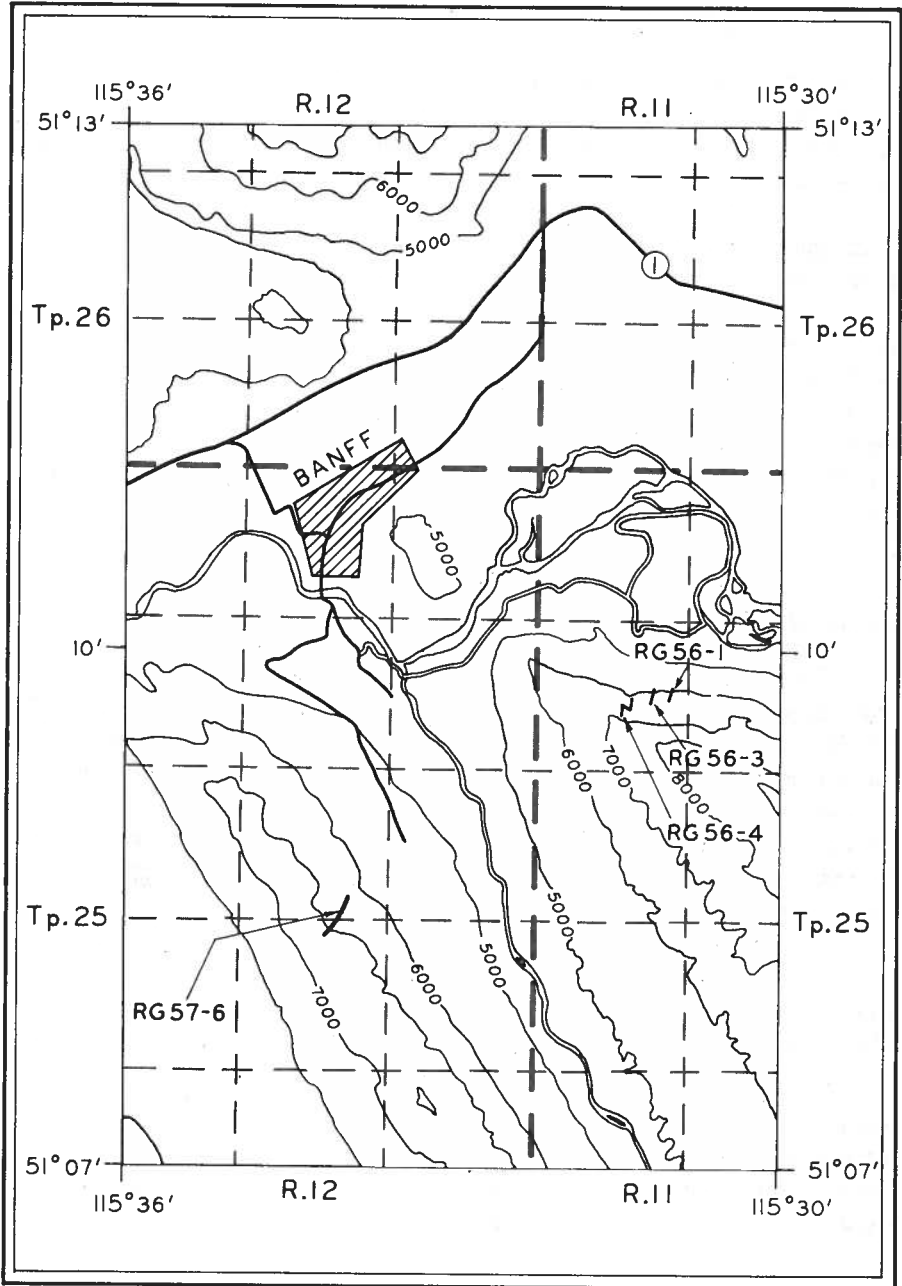 115°36′
R.12
R.11
115°30′
51°13′
51°13′
6000
5000
1
Tp.26
Tp.26
BANFF
5000
10′
10′
RG56-1
RG56-3
RG56-4
6000
7000
8000
Tp.25
Tp.25
5000
5000
6000
7000
RG57-6
51°07′
51°07′
115°36′
R.12
R.11
115°30′